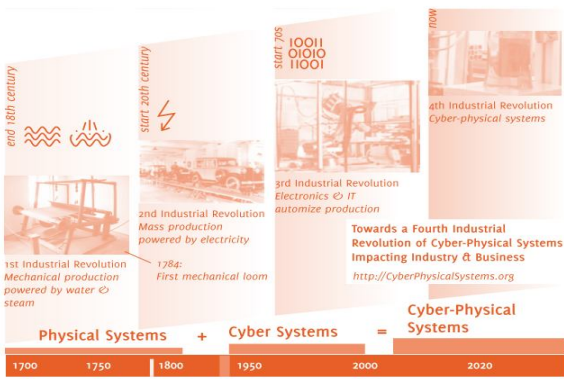 end 18th century
1st Industrial Revolution
Mechanical production
powered by water &
steam
1784:
First mechanical loom
start 20th century
2nd Industrial Revolution
Mass production
powered by electricity
start 70s
10011
01010
11001
3rd Industrial Revolution
Electronics & IT
automize production
now
4th Industrial Revolution
Cyber-physical systems
Towards a Fourth Industrial
Revolution of Cyber-Physical Systems
Impacting Industry & Business
http://CyberPhysicalSystems.org
Physical Systems + Cyber Systems = Cyber-Physical
Systems
1700 1750 1800 1950 2000 2020